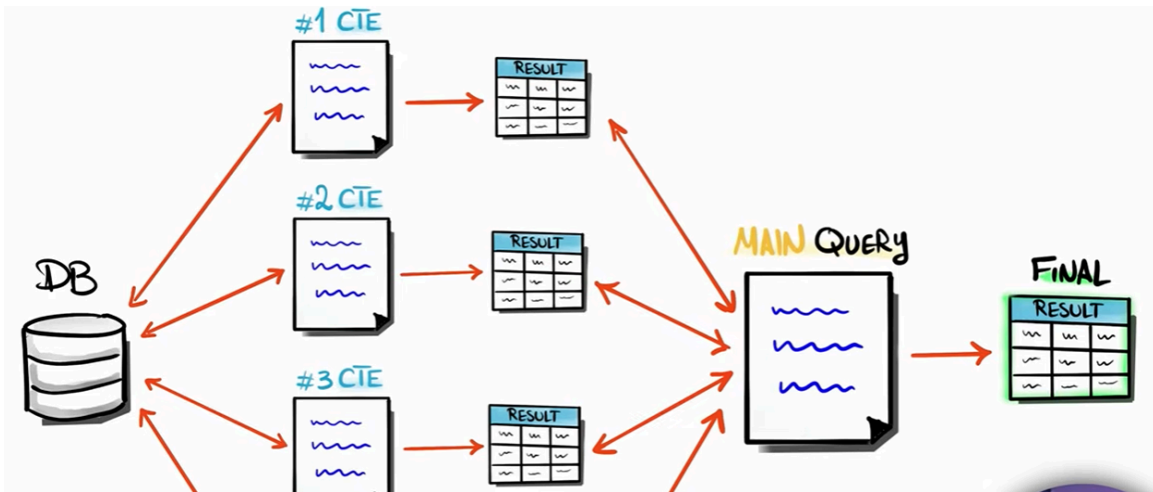 #1 CTE
RESULT
#2 CTE
RESULT
MAIN QUERY
DB
FINAL
RESULT
#3 CTE
RESULT